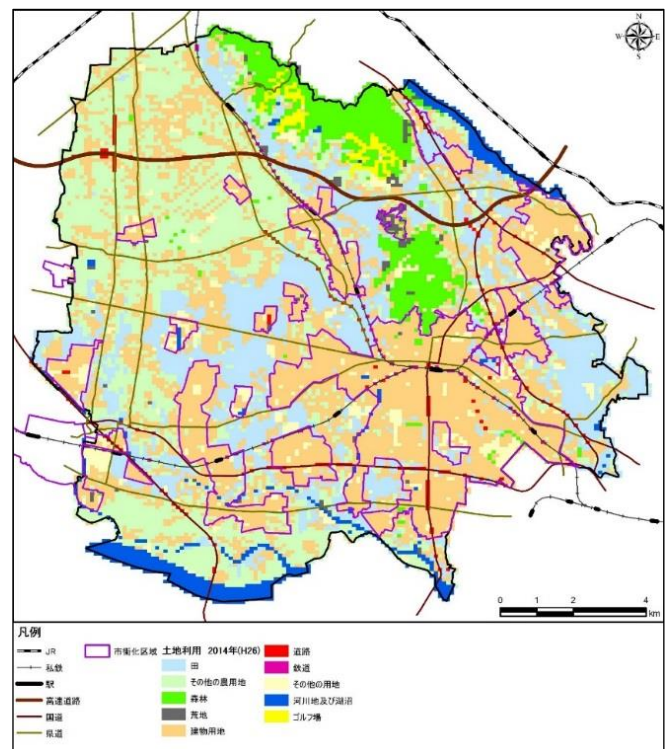 N
W E
S
0 1 2 4
km
凡例
JR
私鉄
駅
高速道路
国道
県道
市街化区域
土地利用 2014年(H26)
田
その他の農用地
森林
荒地
建物用地
道路
鉄道
その他の用地
河川地及び湖沼
ゴルフ場